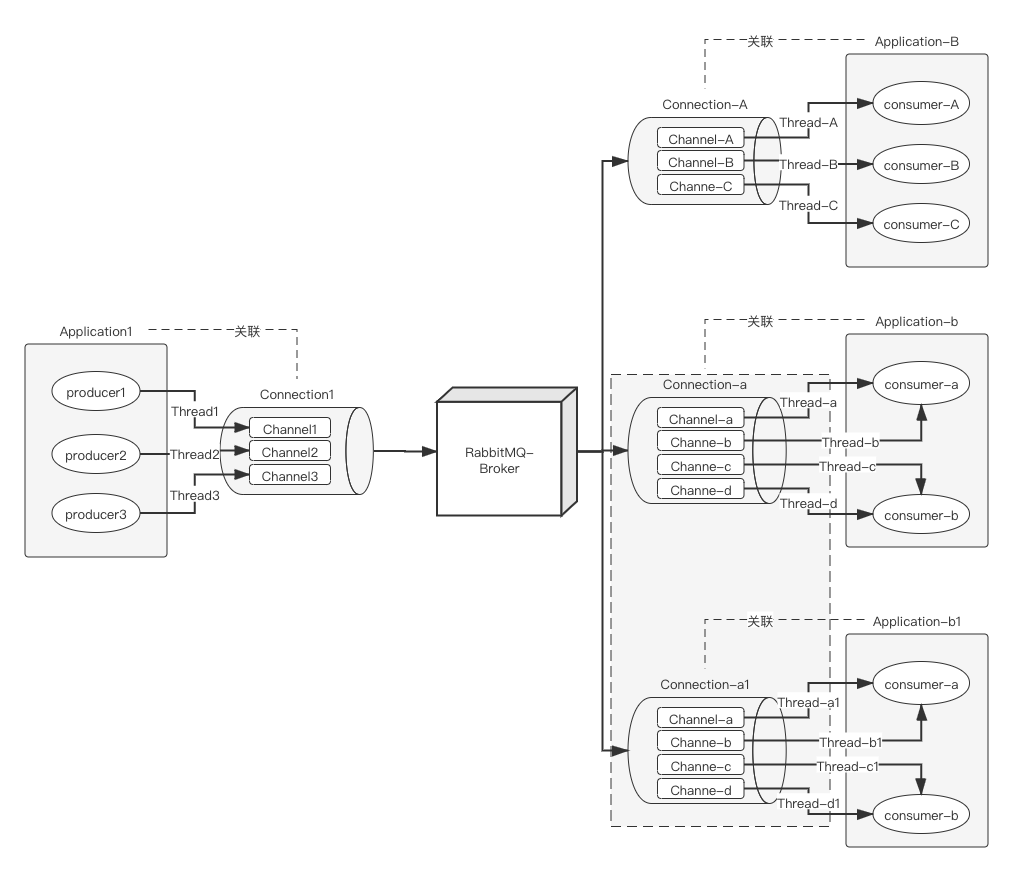 Application1
关联
producer1
producer2
producer3
Thread1
Thread2
Thread3
Connection1
Channel1
Channel2
Channel3
RabbitMQ-
Broker
关联
Application-B
Connection-A
Channel-A
Channel-B
Channe-C
Thread-A
Thread-B
Thread-C
consumer-A
consumer-B
consumer-C
关联
Application-b
Connection-a
Channel-a
Channe-b
Channe-c
Channe-d
Thread-a
Thread-b
Thread-c
Thread-d
consumer-a
consumer-b
关联
Application-b1
Connection-a1
Channel-a
Channe-b
Channe-c
Channe-d
Thread-a1
Thread-b1
Thread-c1
Thread-d1
consumer-a
consumer-b